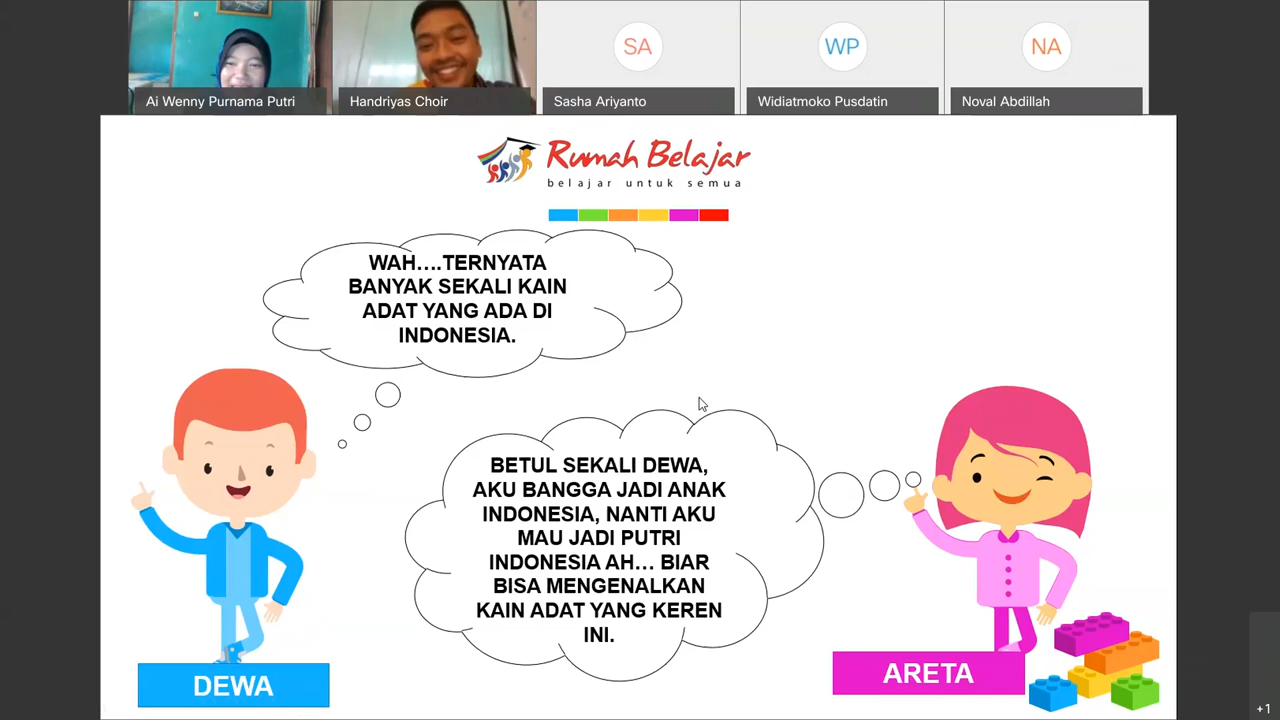 SA
WP
NA
Ai Wenny Purnama Putri
Handriyas Choir
Sasha Ariyanto
Widiatmoko Pusdatin
Noval Abdillah
Rumah Belajar
belajar untuk semua
WAH....TERNYATA
BANYAK SEKALI KAIN
ADAT YANG ADA DI
INDONESIA.
BETUL SEKALI DEWA,
AKU BANGGA JADI ANAK
INDONESIA, NANTI AKU
MAU JADI PUTRI
INDONESIA AH... BIAR
BISA MENGENALKAN
KAIN ADAT YANG KEREN
INI.
DEWA
ARETA
+1